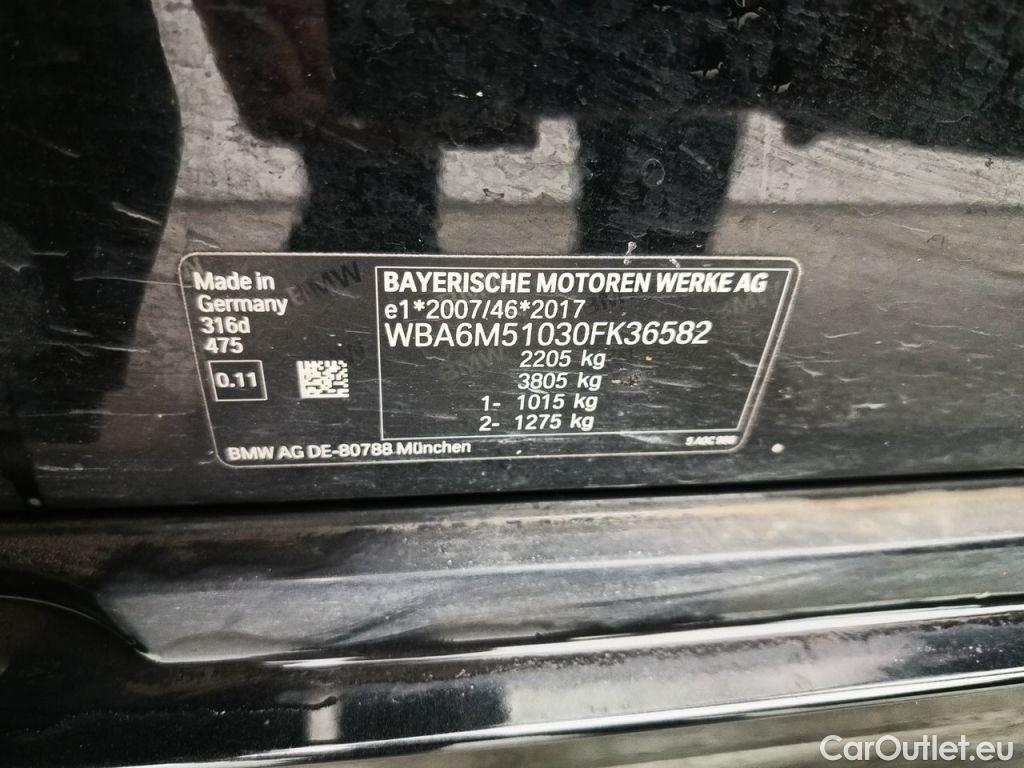 Made in
Germany
316d
475
0.11
BAYERISCHE MOTOREN WERKE AG
e1*2007/46*2017
WBA6M51030FK36582
2205 kg
3805 kg
1- 1015 kg
2- 1275 kg
BMW AG DE-80788 München
CarOutlet.eu